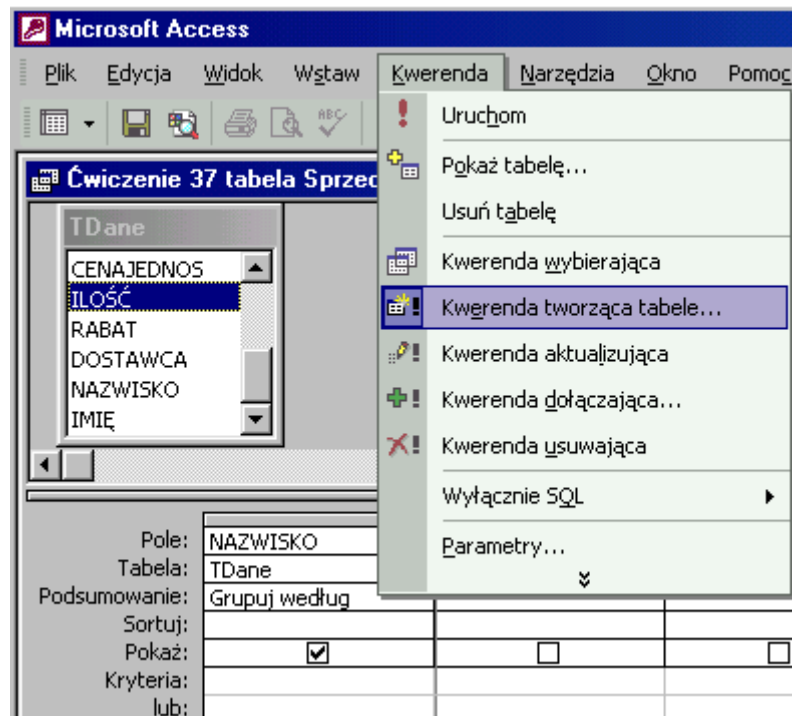 Microsoft Access
Plik Edycja Widok Wstaw Kwerenda Narzędzia Okno Pomoc
ABC
Uruchom
Pokaż tabelę...
Usuń tabelę
Kwerenda wybierająca
Kwerenda tworząca tabele...
Kwerenda aktualizująca
Kwerenda dołączająca...
Kwerenda usuwająca
Wyłącznie SQL
Parametry...
Ćwiczenie 37 tabela Sprzed
TDane
CENAJEDNOS
ILOŚĆ
RABAT
DOSTAWCA
NAZWISKO
IMIĘ
Pole: NAZWISKO
Tabela: TDane
Podsumowanie: Grupuj według
Sortuj:
Pokaż:
Kryteria:
lub: